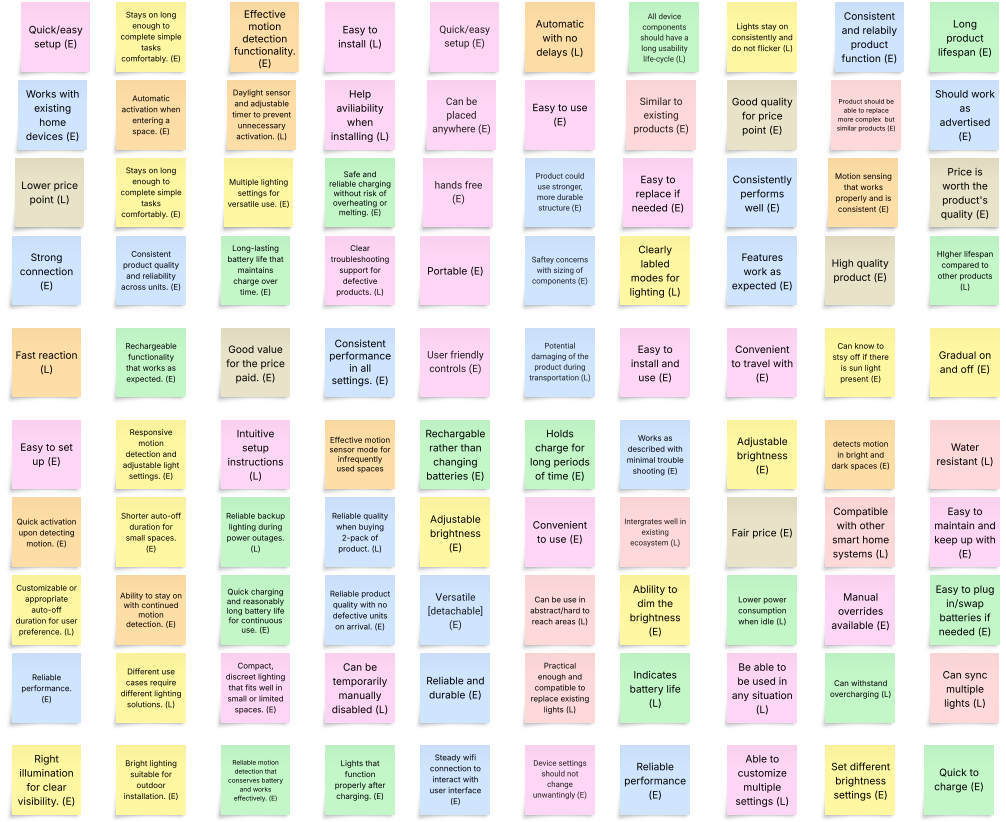 Quick/easy
setup (E)
Stays on long
enough to
complete simple
tasks
comfortably. (E)
Effective
motion
detection
functionality.
(E)
Easy to
install (L)
Quick/easy
setup (E)
Automatic
with no
delays (L)
All device
components
should have a
long usability
life-cycle (L)
Lights stay on
consistently and
do not flicker (L)
Consistent
and relabily
product
function (E)
Long
product
lifespan (E)
Works with
existing
home
devices (E)
Automatic
activation when
entering a
space. (E)
Daylight sensor
and adjustable
timer to prevent
unnecessary
activation. (L)
Help
aviliability
when
installing (L)
Can be
placed
anywhere (E)
Easy to use
(E)
Similar to
existing
products (E)
Good quality
for price
point (E)
Product should be
able to replace
more complex but
similar products (E)
Should work
as
advertised
(E)
Lower price
point (L)
Stays on long
enough to
complete simple
tasks
comfortably. (E)
Multiple lighting
settings for
versatile use. (E)
Safe and
reliable charging
without risk of
overheating or
melting. (E)
hands free
(E)
Product could
use stronger,
more durable
structure (E)
Easy to
replace if
needed (E)
Consistently
performs
well (E)
Motion sensing
that works
properly and is
consistent (E)
Price is
worth the
product's
quality (E)
Strong
connection
(E)
Consistent
product quality
and reliability
across units. (E)
Long-lasting
battery life that
maintains
charge over
time. (E)
Clear
troubleshooting
support for
defective
products. (L)
Portable (E)
Saftey concerns
with sizing of
components (E)
Clearly
labled
modes for
lighting (L)
Features
work as
expected (E)
High quality
product (E)
HIgher lifespan
compared to
other products
(L)
Fast reaction
(L)
Rechargeable
functionality
that works as
expected. (E)
Good value
for the price
paid. (E)
Consistent
performance
in all
settings. (E)
User friendly
controls (E)
Potential
damaging of the
product during
transportation (L)
Easy to
install and
use (E)
Convenient
to travel with
(E)
Can know to
stsy off if there
is sun light
present (E)
Gradual on
and off (E)
Easy to set
up (E)
Responsive
motion
detection and
adjustable light
settings. (E)
Intuitive
setup
instructions
(L)
Effective motion
sensor mode for
infrequently
used spaces
Rechargable
rather than
changing
batteries (E)
Holds
charge for
long periods
of time (E)
Works as
described with
minimal trouble
shooting (E)
Adjustable
brightness
(E)
detects motion
in bright and
dark spaces (E)
Water
resistant (L)
Quick activation
upon detecting
motion. (E)
Shorter auto-off
duration for
small spaces.
(E)
Reliable backup
lighting during
power outages.
(L)
Reliable quality
when buying
2-pack of
product. (L)
Adjustable
brightness
(E)
Convenient
to use (E)
Intergrates well in
existing
ecosystem (L)
Fair price (E)
Compatible
with other
smart home
systems (L)
Easy to
maintain and
keep up with
(E)
Customizable or
appropriate
auto-off
duration for user
preference. (L)
Ability to stay on
with continued
motion
detection. (E)
Quick charging
and reasonably
long battery life
for continuous
use. (E)
Reliable product
quality with no
defective units
on arrival. (E)
Versatile
[detachable]
(E)
Can be use in
abstract/hard to
reach areas (L)
Ablility to
dim the
brightness
(E)
Lower power
consumption
when idle (L)
Manual
overrides
available (E)
Easy to plug
in/swap
batteries if
needed (E)
Reliable
performance.
(E)
Different use
cases require
different lighting
solutions. (L)
Compact,
discreet lighting
that fits well in
small or limited
spaces. (E)
Can be
temporarily
manually
disabled (L)
Reliable and
durable (E)
Practical
enough and
compatible to
replace existing
lights (L)
Indicates
battery life
(L)
Be able to
be used in
any situation
(L)
Can withstand
overcharging (L)
Can sync
multiple
lights (L)
Right
illumination
for clear
visibility. (E)
Bright lighting
suitable for
outdoor
installation. (E)
Reliable motion
detection that
conserves battery
and works
effectively. (E)
Lights that
function
properly after
charging. (E)
Steady wifi
connection to
interact with
user interface
(E)
Device settings
should not
change
unwantingly (E)
Reliable
performance
(E)
Able to
customize
multiple
settings (L)
Set different
brightness
settings (E)
Quick to
charge (E)